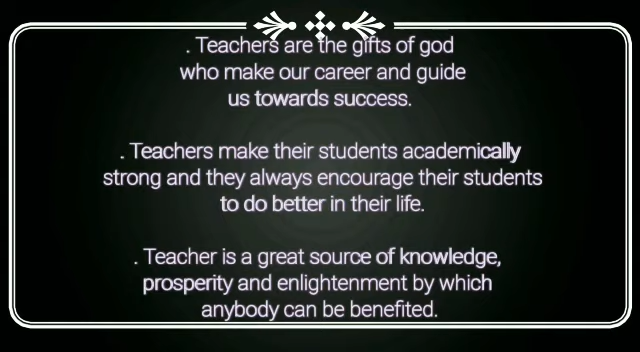 . Teachers are the gifts of god
who make our career and guide
us towards success.
. Teachers make their students academically
strong and they always encourage their students
to do better in their life.
. Teacher is a great source of knowledge,
prosperity and enlightenment by which
anybody can be benefited.